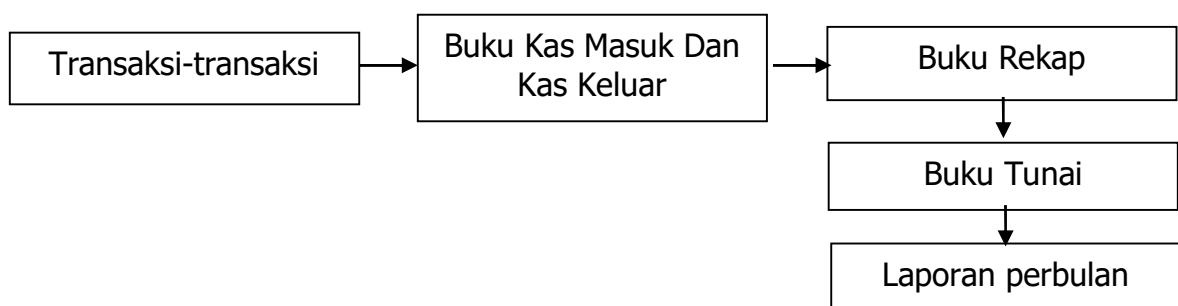 Transaksi-transaksi
Buku Kas Masuk Dan
Kas Keluar
Buku Rekap
Buku Tunai
Laporan perbulan